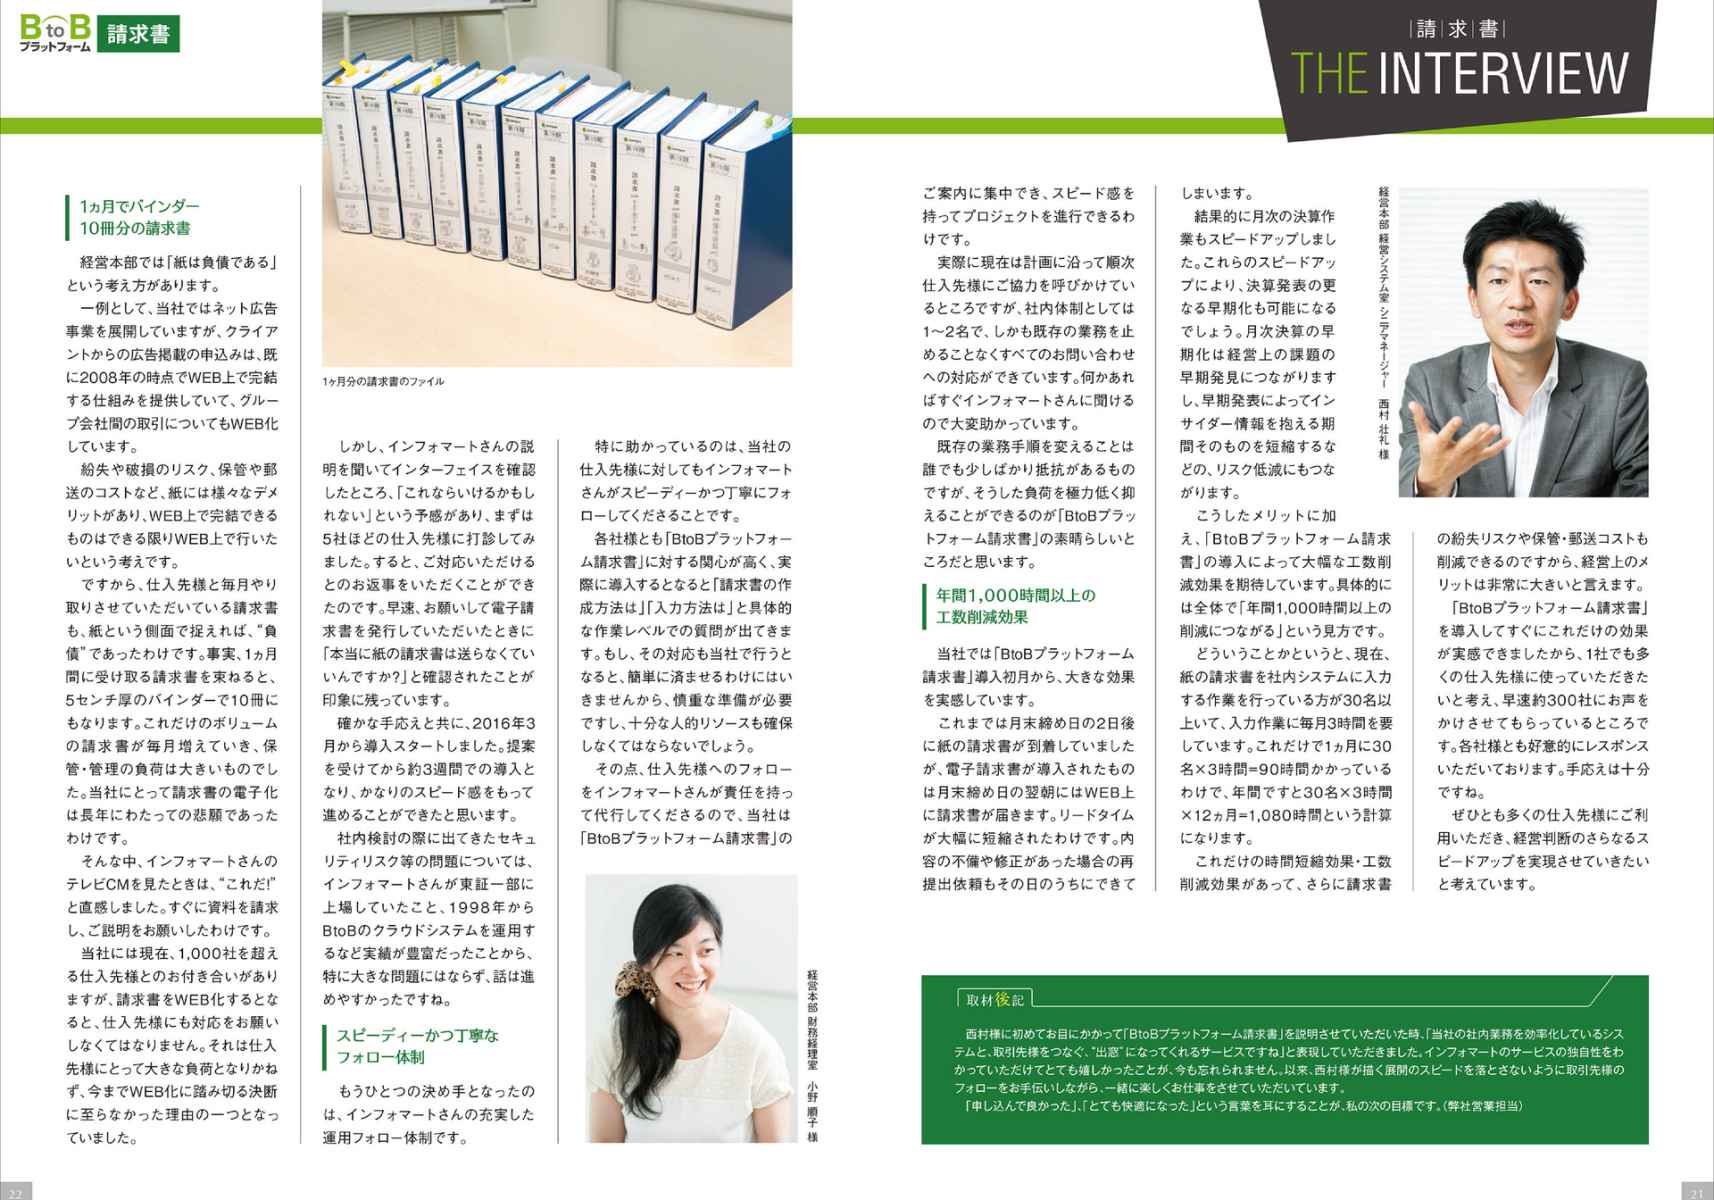 BtoB
プラットフォーム
請求書
請求書
THE INTERVIEW
1ヵ月でバインダー
10冊分の請求書
経営本部では「紙は負債である」
という考え方があります。
一例として、当社ではネット広告
事業を展開していますが、クライア
ントからの広告掲載の申込みは、既
に2008年の時点でWEB上で完結
する仕組みを提供していて、グルー
プ会社間の取引についてもWEB化
しています。
紛失や破損のリスク、保管や郵
送のコストなど、紙には様々なデメ
リットがあり、WEB上で完結できる
ものはできる限りWEB上で行いた
いという考えです。
ですから、仕入先様と毎月やり
取りさせていただいている請求書
も、紙という側面で捉えれば、“負
債”であったわけです。事実、1ヵ月
間に受け取る請求書を束ねると、
5センチ厚のバインダーで10冊に
もなります。これだけのボリューム
の請求書が毎月増えていき、保
管・管理の負荷は大きいものでし
た。当社にとって請求書の電子化
は長年にわたっての悲願であった
わけです。
そんな中、インフォマートさんの
テレビCMを見たときは、“これだ!”
と直感しました。すぐに資料を請求
し、ご説明をお願いしたわけです。
当社には現在、1,000社を超え
る仕入先様とのお付き合いがあり
ますが、請求書をWEB化するとな
ると、仕入先様にも対応をお願い
しなくてはなりません。それは仕入
先様にとって大きな負荷となりかね
ず、今までWEB化に踏み切る決断
に至らなかった理由の一つとなっ
ていました。
1ヶ月分の請求書のファイル
しかし、インフォマートさんの説
明を聞いてインターフェイスを確認
したところ、「これならいけるかもし
れない」という予感があり、まずは
5社ほどの仕入先様に打診してみ
ました。すると、ご対応いただける
とのお返事をいただくことができ
たのです。早速、お願いして電子請
求書を発行していただいたときに
「本当に紙の請求書は送らなくてい
いんですか?」と確認されたことが
印象に残っています。
確かな手応えと共に、2016年3
月から導入スタートしました。提案
を受けてから約3週間での導入と
なり、かなりのスピード感をもって
進めることができたと思います。
社内検討の際に出てきたセキュ
リティリスク等の問題については、
インフォマートさんが東証一部に
上場していたこと、1998年から
BtoBのクラウドシステムを運用す
るなど実績が豊富だったことから、
特に大きな問題にはならず、話は進
めやすかったですね。
スピーディーかつ丁寧な
フォロー体制
もうひとつの決め手となったの
は、インフォマートさんの充実した
運用フォロー体制です。
特に助かっているのは、当社の
仕入先様に対してもインフォマート
さんがスピーディーかつ丁寧にフォ
ローしてくださることです。
各社様とも「BtoBプラットフォー
ム請求書」に対する関心が高く、実
際に導入するとなると「請求書の作
成方法は」「入力方法は」と具体的
な作業レベルでの質問が出てきま
す。もし、その対応も当社で行うと
なると、簡単に済ませるわけにはい
きませんから、慎重な準備が必要
ですし、十分な人的リソースも確保
しなくてはならないでしょう。
その点、仕入先様へのフォロー
をインフォマートさんが責任を持っ
て代行してくださるので、当社は
「BtoBプラットフォーム請求書」の
経営本部 財務経理室 小野 順子 様
ご案内に集中でき、スピード感を
持ってプロジェクトを進行できるわ
けです。
実際に現在は計画に沿って順次
仕入先様にご協力を呼びかけてい
るところですが、社内体制としては
1〜2名で、しかも既存の業務を止
めることなくすべてのお問い合わせ
への対応ができています。何かあれ
ばすぐインフォマートさんに聞ける
ので大変助かっています。
既存の業務手順を変えることは
誰でも少しばかり抵抗があるもの
ですが、そうした負荷を極力低く抑
えることができるのが「BtoBプラッ
トフォーム請求書」の素晴らしいと
ころだと思います。
年間1,000時間以上の
工数削減効果
当社では「BtoBプラットフォーム
請求書」導入初月から、大きな効果
を実感しています。
これまでは月末締め日の2日後
に紙の請求書が到着していました
が、電子請求書が導入されたもの
は月末締め日の翌朝にはWEB上
に請求書が届きます。リードタイム
が大幅に短縮されたわけです。内
容の不備や修正があった場合の再
提出依頼もその日のうちにできて
しまいます。
結果的に月次の決算作
業もスピードアップしまし
た。これらのスピードアッ
プにより、決算発表の更
なる早期化も可能になる
でしょう。月次決算の早
期化は経営上の課題の
早期発見につながります
し、早期発表によってイン
サイダー情報を抱える期
間そのものを短縮するな
どの、リスク低減にもつな
がります。
こうしたメリットに加
え、「BtoBプラットフォーム請求
書」の導入によって大幅な工数削
減効果を期待しています。具体的に
は全体で「年間1,000時間以上の
削減につながる」という見方です。
どういうことかというと、現在、
紙の請求書を社内システムに入力
する作業を行っている方が30名以
上いて、入力作業に毎月3時間を要
しています。これだけで1ヵ月に30
名×3時間=90時間かかっている
わけで、年間ですと30名×3時間
×12ヵ月=1,080時間という計算
になります。
これだけの時間短縮効果・工数
削減効果があって、さらに請求書
経営本部 経営システム室 シニアマネージャー 西村 壮礼 様
の紛失リスクや保管・郵送コストも
削減できるのですから、経営上のメ
リットは非常に大きいと言えます。
「BtoBプラットフォーム請求書」
を導入してすぐにこれだけの効果
が実感できましたから、1社でも多
くの仕入先様に使っていただきた
いと考え、早速約300社にお声を
かけさせてもらっているところで
す。各社様とも好意的にレスポンス
いただいております。手応えは十分
ですね。
ぜひとも多くの仕入先様にご利
用いただき、経営判断のさらなるス
ピードアップを実現させていきたい
と考えています。
取材後記
西村様に初めてお目にかかって「BtoBプラットフォーム請求書」を説明させていただいた時、「当社の社内業務を効率化しているシス
テムと、取引先様をつなぐ、“出窓”になってくれるサービスですね」と表現していただきました。インフォマートのサービスの独自性をわ
かっていただけてとても嬉しかったことが、今も忘れられません。以来、西村様が描く展開のスピードを落とさないように取引先様の
フォローをお手伝いしながら、一緒に楽しくお仕事をさせていただいています。
「申し込んで良かった」、「とても快適になった」という言葉を耳にすることが、私の次の目標です。(弊社営業担当)
22
21